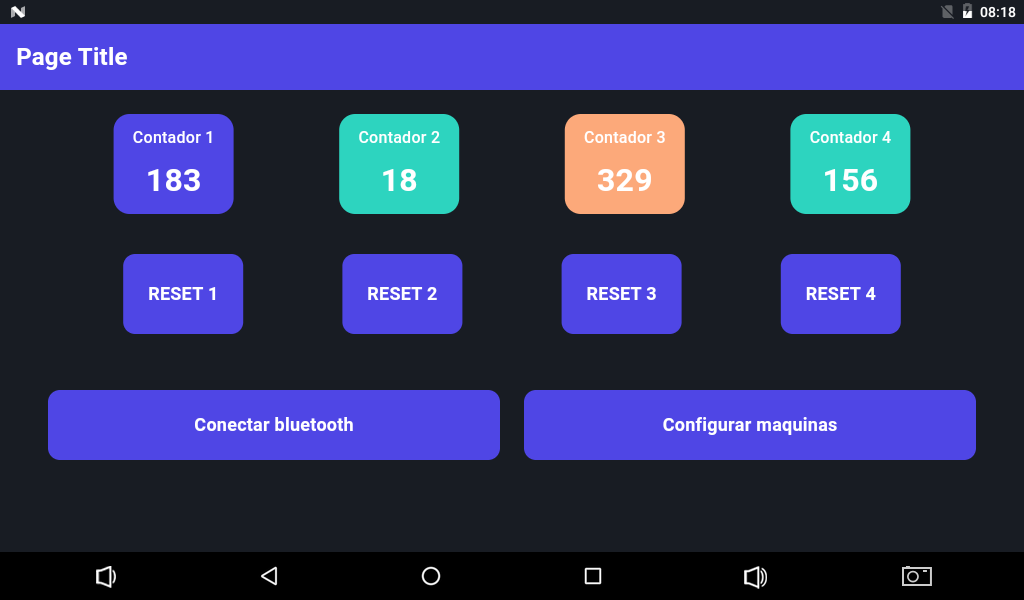 08:18
Page Title
Contador 1
183
Contador 2
18
Contador 3
329
Contador 4
156
RESET 1
RESET 2
RESET 3
RESET 4
Conectar bluetooth
Configurar maquinas